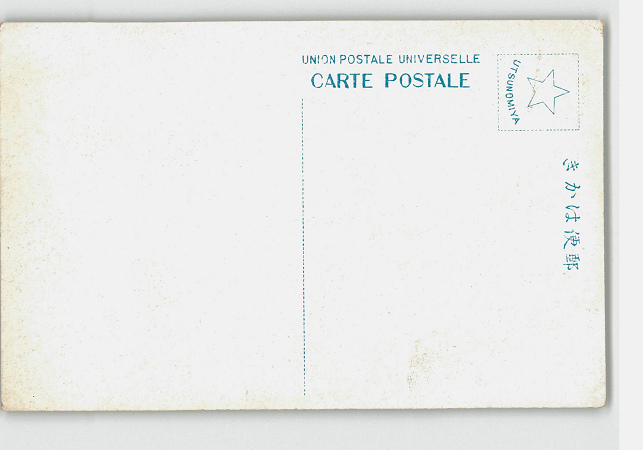 UNION POSTALE UNIVERSELLE
CARTE POSTALE
UTSUNOMIYA
きかは便郵